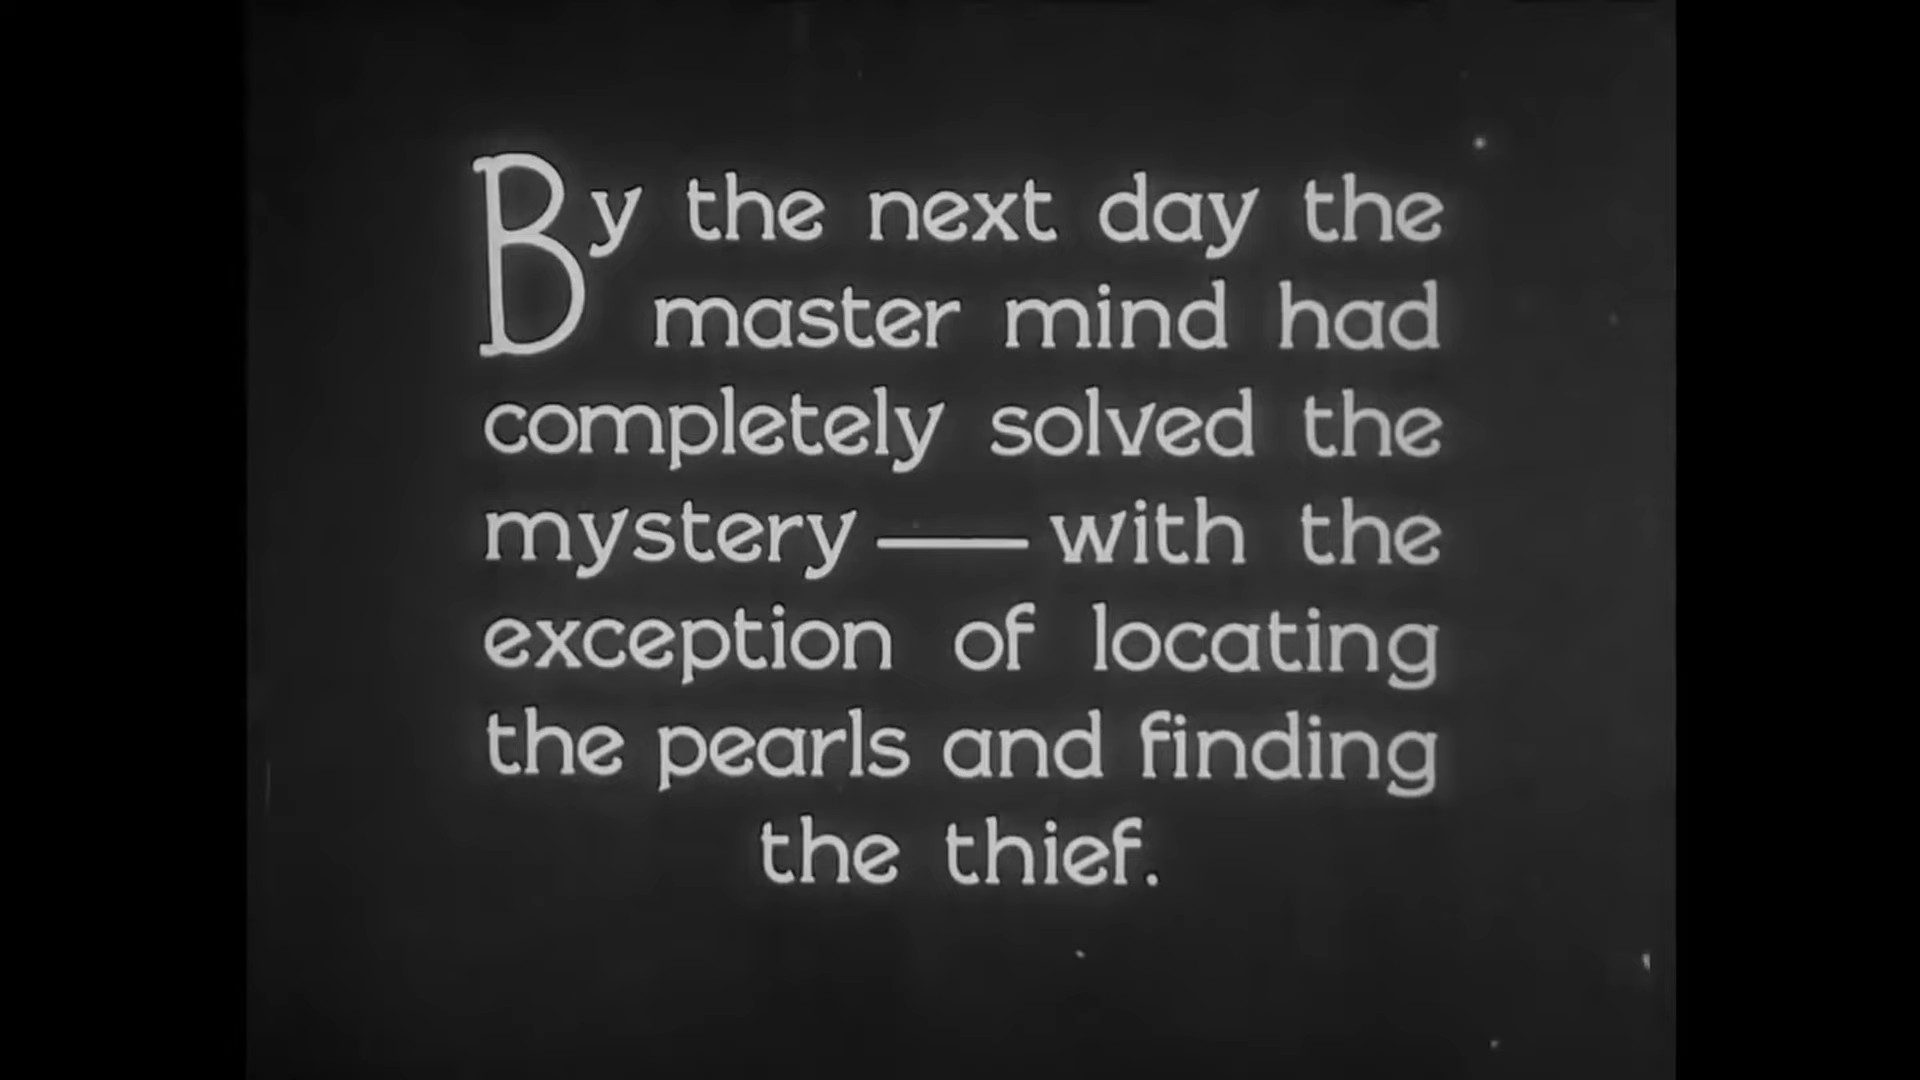 By the next day the
master mind had
completely solved the
mystery — with the
exception of locating
the pearls and finding
the thief.